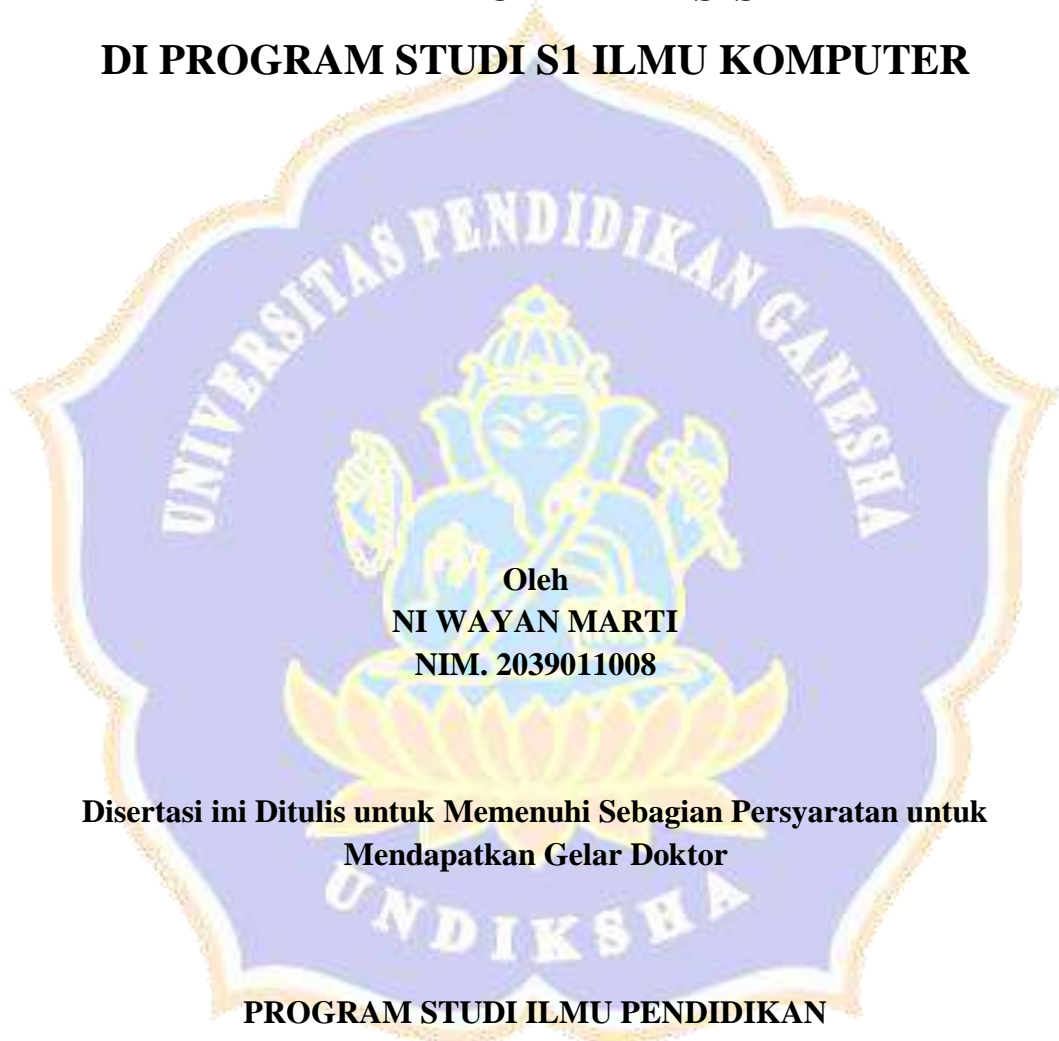 DI PROGRAM STUDI S1 ILMU KOMPUTER
UNIVERSITAS PENDIDIKAN GANESHA
Oleh
NI WAYAN MARTI
NIM. 2039011008
Disertasi ini Ditulis untuk Memenuhi Sebagian Persyaratan untuk
Mendapatkan Gelar Doktor
UNDIKSHA
PROGRAM STUDI ILMU PENDIDIKAN